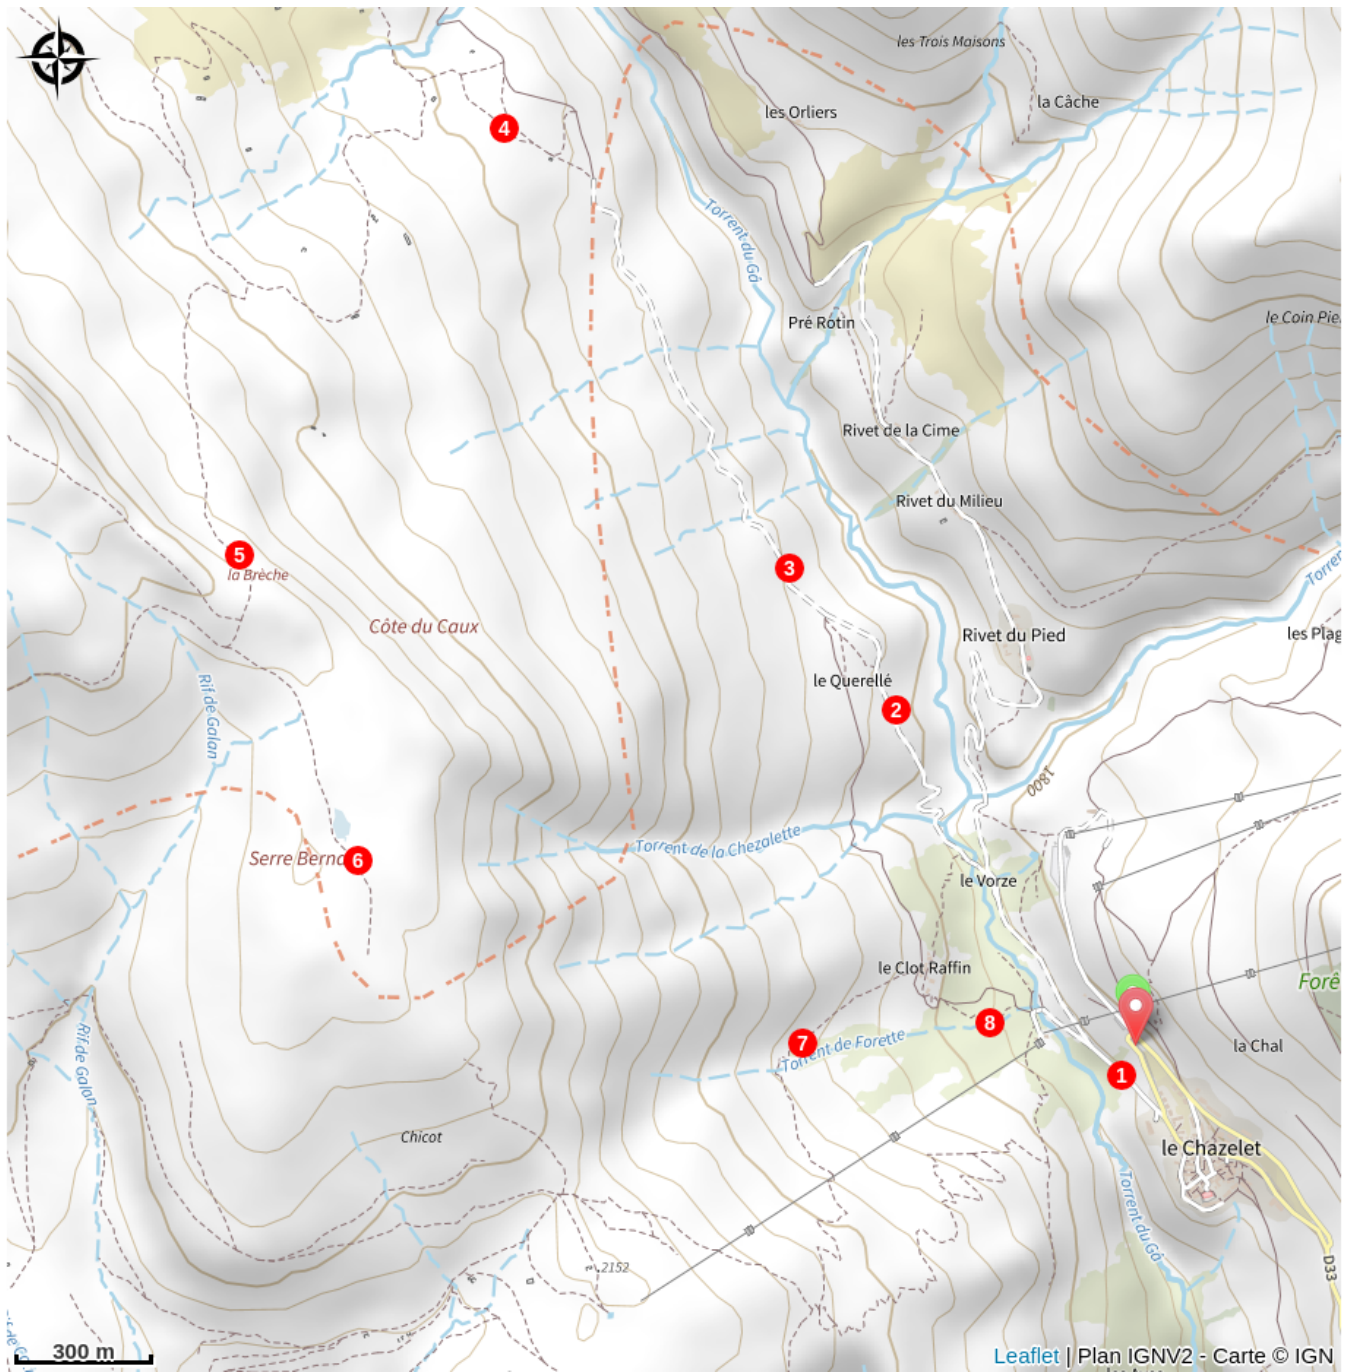 les Trois Maisons
la Câche
les Orliers
4
Torrent du Gâ
Pré Rotin
le Coin Pie
Rivet de la Cime
Rivet du Milieu
5
la Brèche
3
Torrer
Côte du Caux
Rivet du Pied
les Plag
le Querellé
Rif de Galan
2
1800
Torrent de la Chezalette
Serre Berna
6
le Vorze
le Clot Raffin
Forê
8
7
Torrent de Forette
la Chal
Rif de Galan
1
Chicot
le Chazelet
Torrent du Gâ
2152
D33
300 m
Leaflet | Plan IGNV2 - Carte © IGN